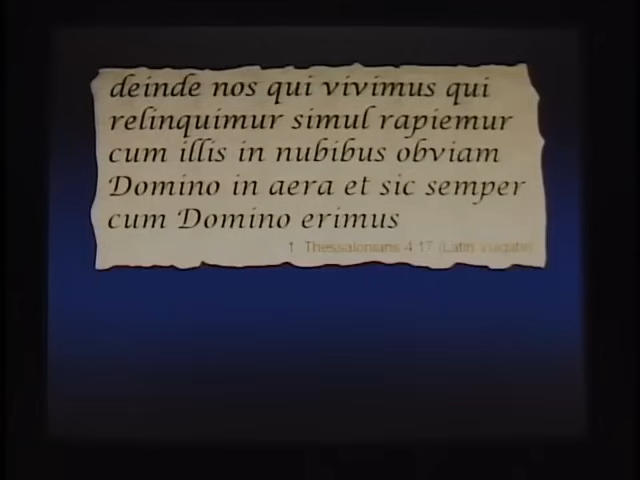 deinde nos qui vivimus qui
relinquimur simul rapiemur
cum illis in nubibus obviam
Domino in aera et sic semper
cum Domino erimus
1 Thessalonians 4:17 (Latin Vulgate)